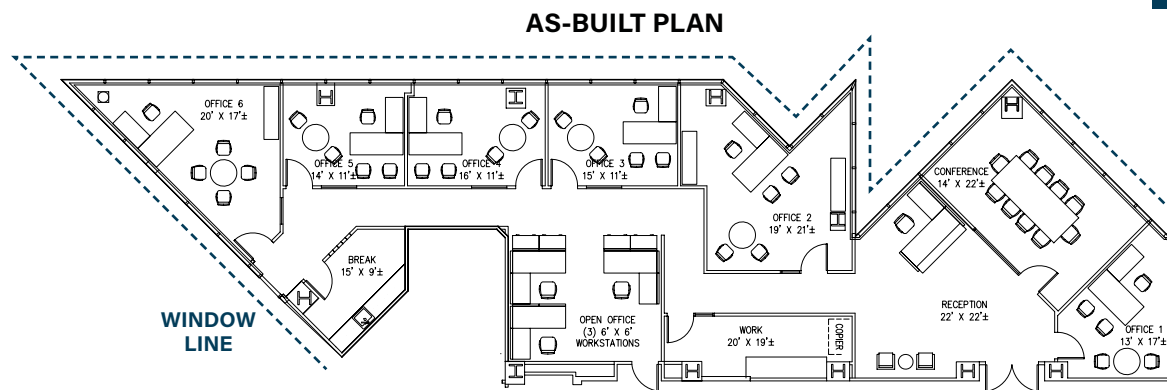 AS-BUILT PLAN
OFFICE 6
20' X 17'±
OFFICE 5
14' X 11'±
OFFICE 4
16' X 11'±
OFFICE 3
15' X 11'±
OFFICE 2
19' X 21'±
CONFERENCE
14' X 22'±
BREAK
15' X 9'±
WINDOW
LINE
OPEN OFFICE
(3) 6' X 6'
WORKSTATIONS
WORK
20' X 19'±
COPIER
RECEPTION
22' X 22'±
OFFICE 1
13' X 17'±